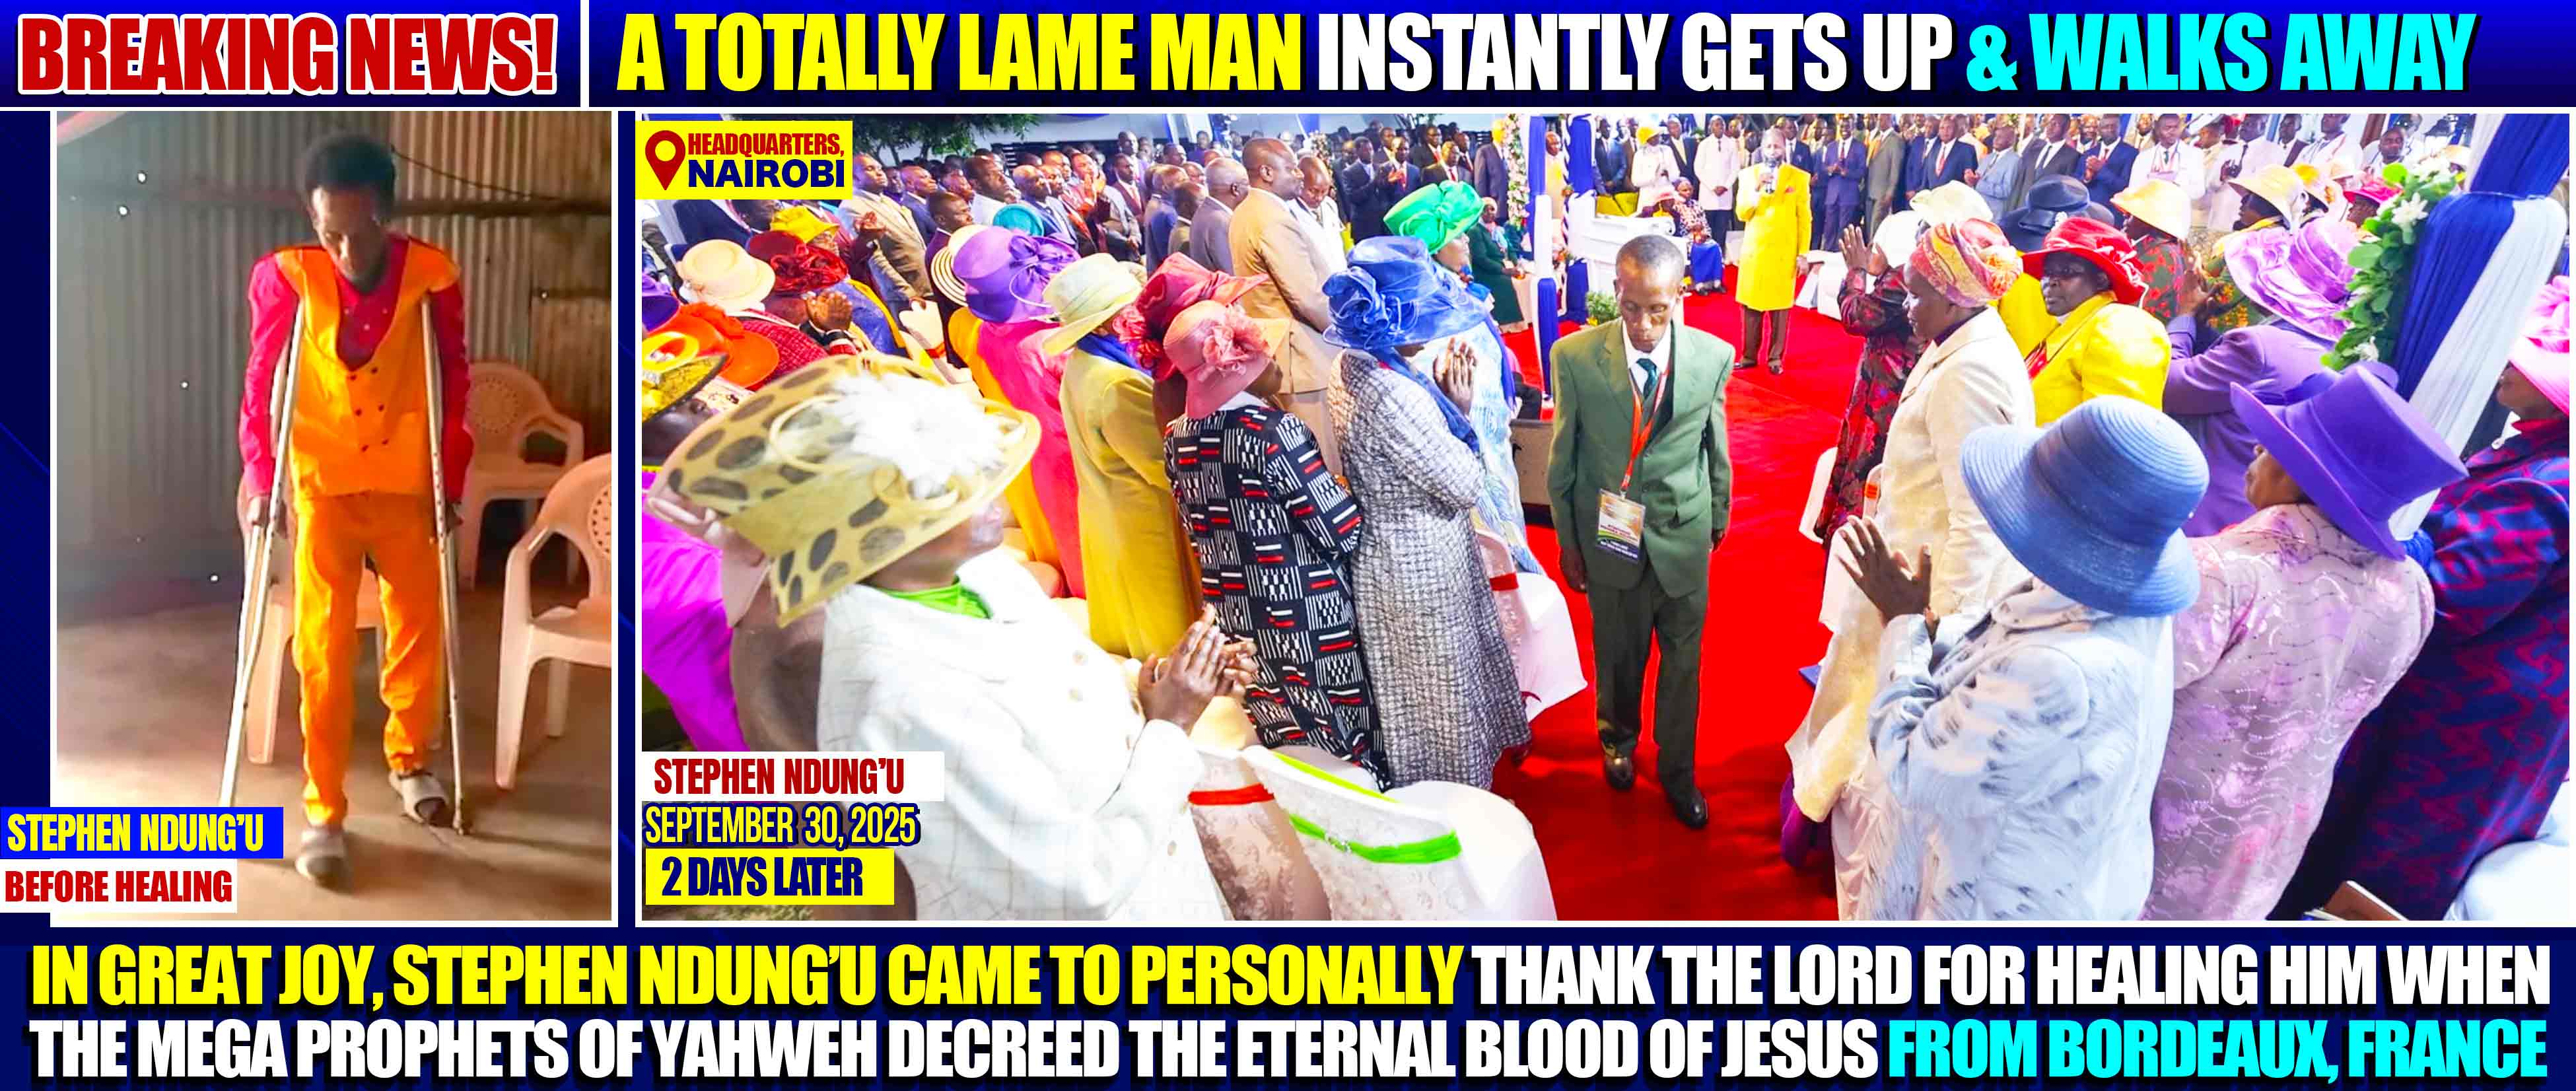 BREAKING NEWS!
A TOTALLY LAME MAN INSTANTLY GETS UP & WALKS AWAY
HEADQUARTERS,
NAIROBI
STEPHEN NDUNG'U
BEFORE HEALING
STEPHEN NDUNG'U
SEPTEMBER 30, 2025
2 DAYS LATER
IN GREAT JOY, STEPHEN NDUNG'U CAME TO PERSONALLY THANK THE LORD FOR HEALING HIM WHEN
THE MEGA PROPHETS OF YAHWEH DECREED THE ETERNAL BLOOD OF JESUS FROM BORDEAUX, FRANCE